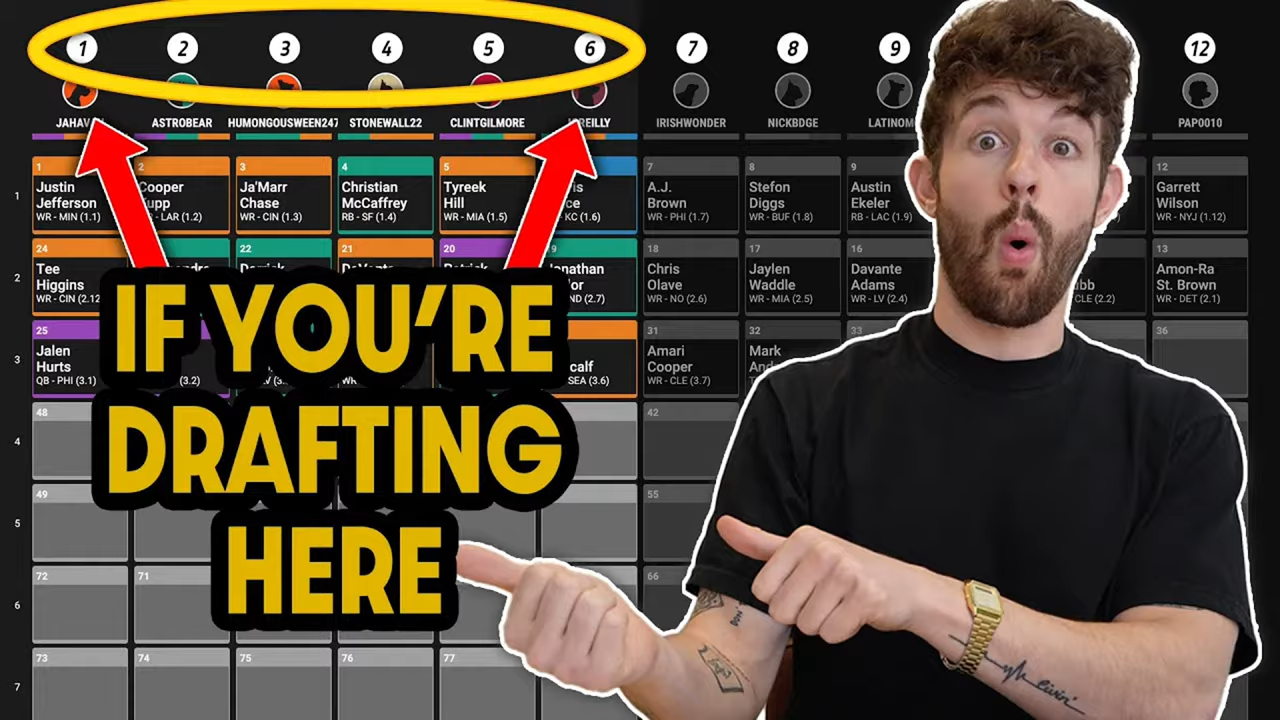 1 2 3 4 5 6 7 8 9 12
ASTROBEAR HUMONGOUSWEEN247 STONEWALL22 CLINTGILMORE IRISHWONDER NICKBDGE PAP0010
1
1 2 3 4 5 7 8 9 12
Justin Cooper Ja'Marr Christian Tyreek A.J. Stefon Austin Garrett
Jefferson Chase McCaffrey Hill Brown Diggs Ekeler Wilson
WR - MIN (1.1) LAR (1.2) WR - CIN (1.3) RB - SF (1.4) WR - MIA (1.5) KC (1.6) WR - PHI (1.7) WR - BUF (1.8) RB - LAC (1.9) WR - NYJ (1.12)
2
24 22 21 20 18 17 16 13
Tee Chris Jaylen Davante Amon-Ra
Higgins Olave Waddle Adams St. Brown
WR - CIN (2.12 (2.7) WR - NO (2.6) WR - MIA (2.5) WR - LV (2.4) CLE (2.2) WR - DET (2.1)
3
25 31 32 33 36
Jalen Amari Mark
Hurts Cooper
QB - PHI (3.1) (3.2) WR SEA (3.6) WR - CLE (3.7)
IF YOU'RE
DRAFTING
HERE
4
48 42
5
49 55
6
72 71 66
7
73 74 75 76 77
livin'